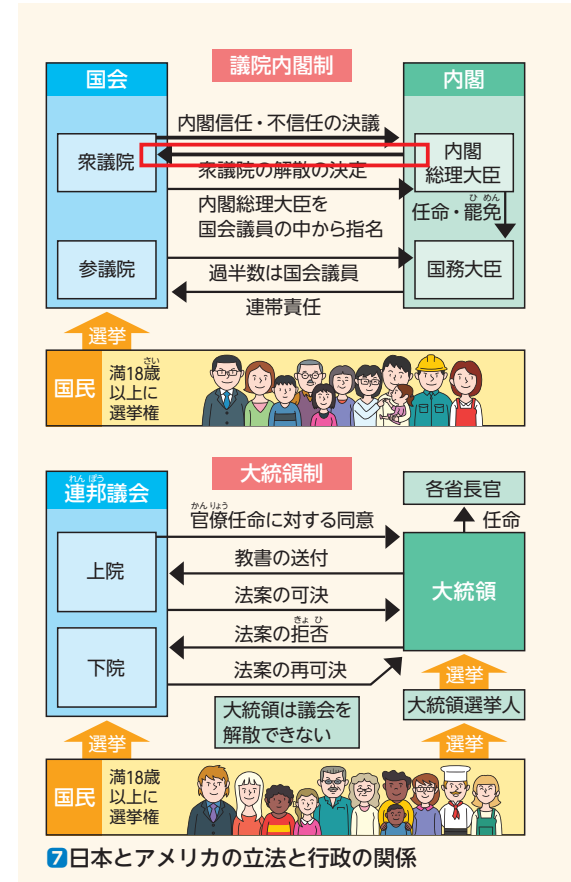 議院内閣制
国会
内閣
内閣信任・不信任の決議
衆議院
衆議院の解散の決定
内閣
総理大臣
内閣総理大臣を
国会議員の中から指名
ひ めん
任命・罷免
参議院
過半数は国会議員
国務大臣
連帯責任
選挙
国民
さい
満18歳
以上に
選挙権
大統領制
れん ぽう
連邦議会
各省長官
かん りょう
官僚任命に対する同意
任命
上院
教書の送付
大統領
法案の可決
きょ ひ
法案の拒否
下院
法案の再可決
選挙
大統領は議会を
解散できない
大統領選挙人
選挙
選挙
国民
満18歳
以上に
選挙権
7日本とアメリカの立法と行政の関係